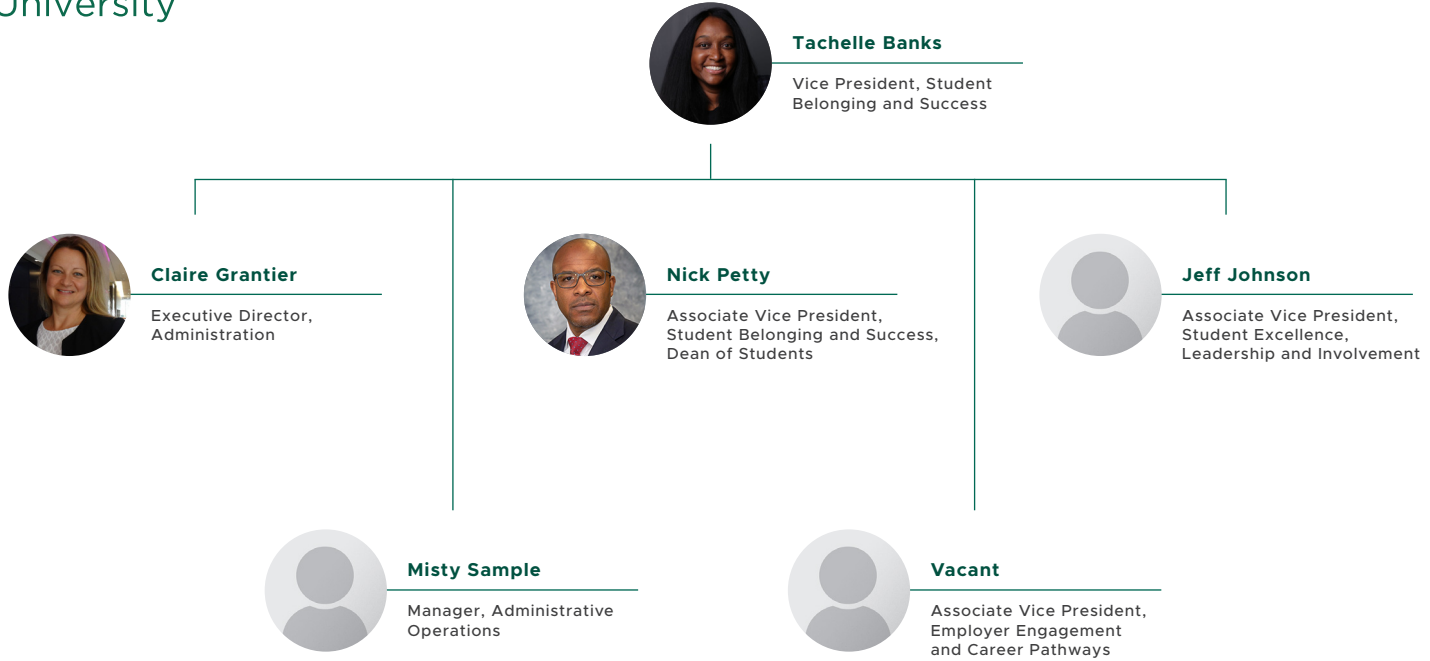 University
Tachelle Banks
Vice President, Student
Belonging and Success
Claire Grantier
Executive Director,
Administration
Nick Petty
Associate Vice President,
Student Belonging and Success,
Dean of Students
Jeff Johnson
Associate Vice President,
Student Excellence,
Leadership and Involvement
Misty Sample
Manager, Administrative
Operations
Vacant
Associate Vice President,
Employer Engagement
and Career Pathways